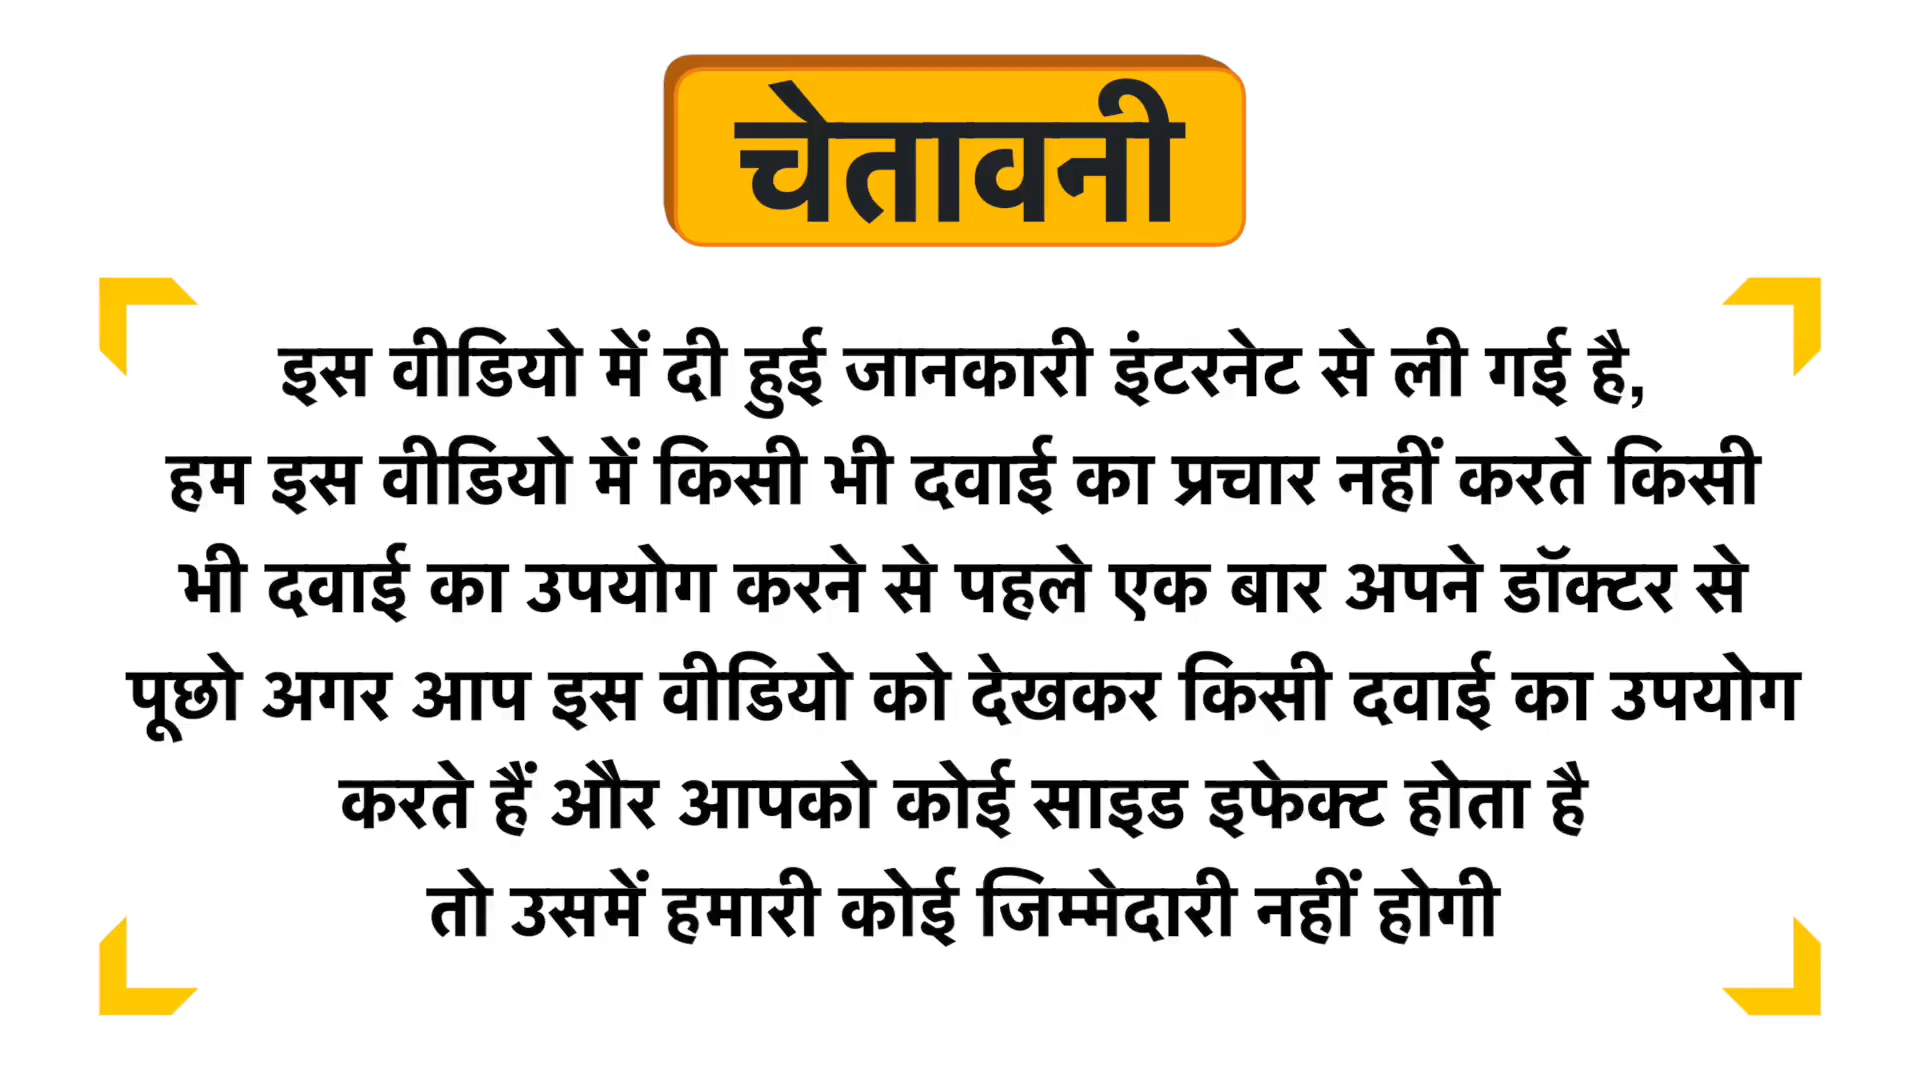 चेतावनी
इस वीडियो में दी हुई जानकारी इंटरनेट से ली गई है,
हम इस वीडियो में किसी भी दवाई का प्रचार नहीं करते किसी
भी दवाई का उपयोग करने से पहले एक बार अपने डॉक्टर से
पूछो अगर आप इस वीडियो को देखकर किसी दवाई का उपयोग
करते हैं और आपको कोई साइड इफेक्ट होता है
तो उसमें हमारी कोई जिम्मेदारी नहीं होगी